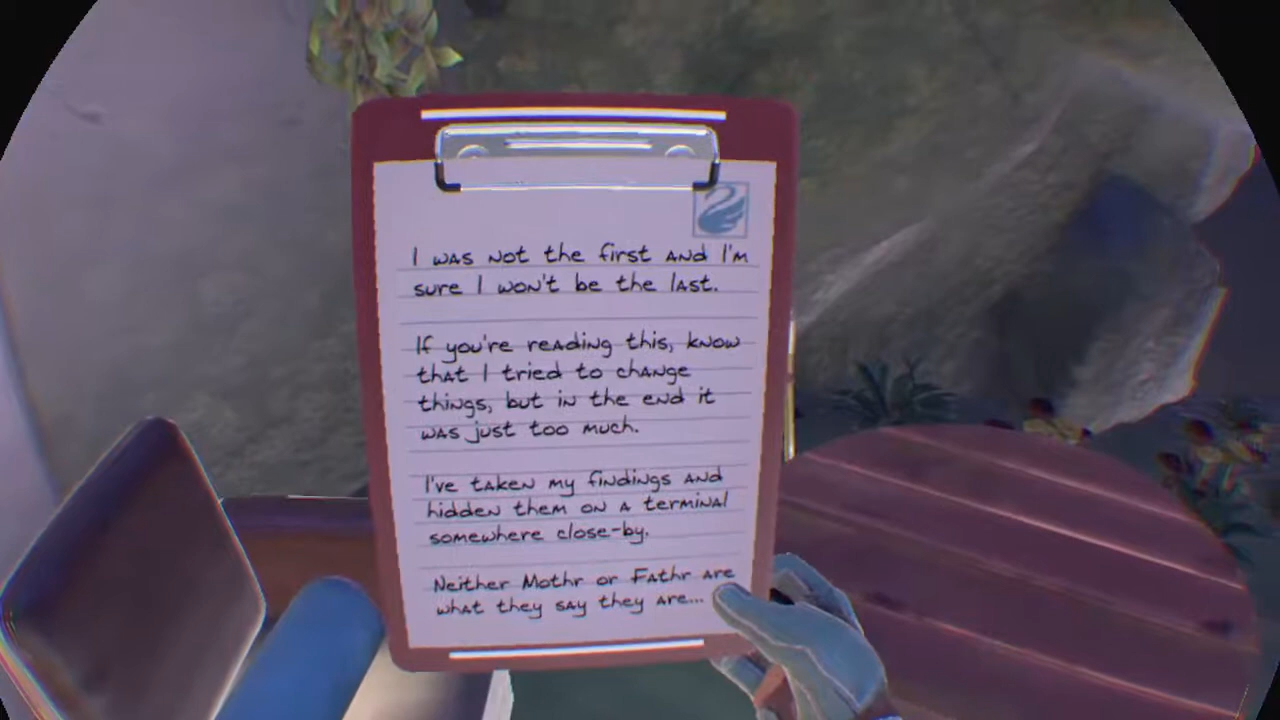 I was not the first and I'm
sure I won't be the last.
If you're reading this, know
that I tried to change
things, but in the end it
was just too much.
I've taken my findings and
hidden them on a terminal
somewhere close-by.
Neither Mothr or Fathr are
what they say they are...